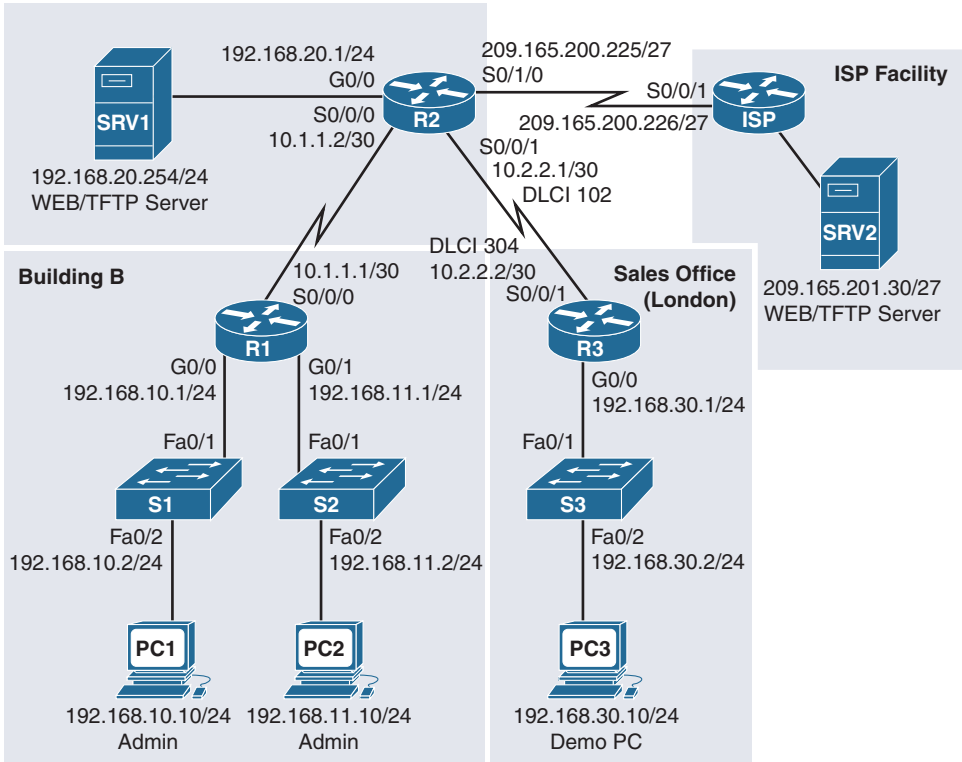 192.168.20.1/24
G0/0
SRV1
192.168.20.254/24
WEB/TFTP Server
S0/0/0
10.1.1.2/30
R2
209.165.200.225/27
S0/1/0
S0/0/1
10.2.2.1/30
DLCI 102
ISP Facility
S0/0/1
209.165.200.226/27
ISP
SRV2
209.165.201.30/27
WEB/TFTP Server
Building B
10.1.1.1/30
S0/0/0
R1
G0/0
192.168.10.1/24
G0/1
192.168.11.1/24
Fa0/1
Fa0/1
S1
S2
Fa0/2
192.168.10.2/24
Fa0/2
192.168.11.2/24
PC1
PC2
192.168.10.10/24
Admin
192.168.11.10/24
Admin
Sales Office
(London)
DLCI 304
10.2.2.2/30
S0/0/1
R3
G0/0
192.168.30.1/24
Fa0/1
S3
Fa0/2
192.168.30.2/24
PC3
192.168.30.10/24
Demo PC